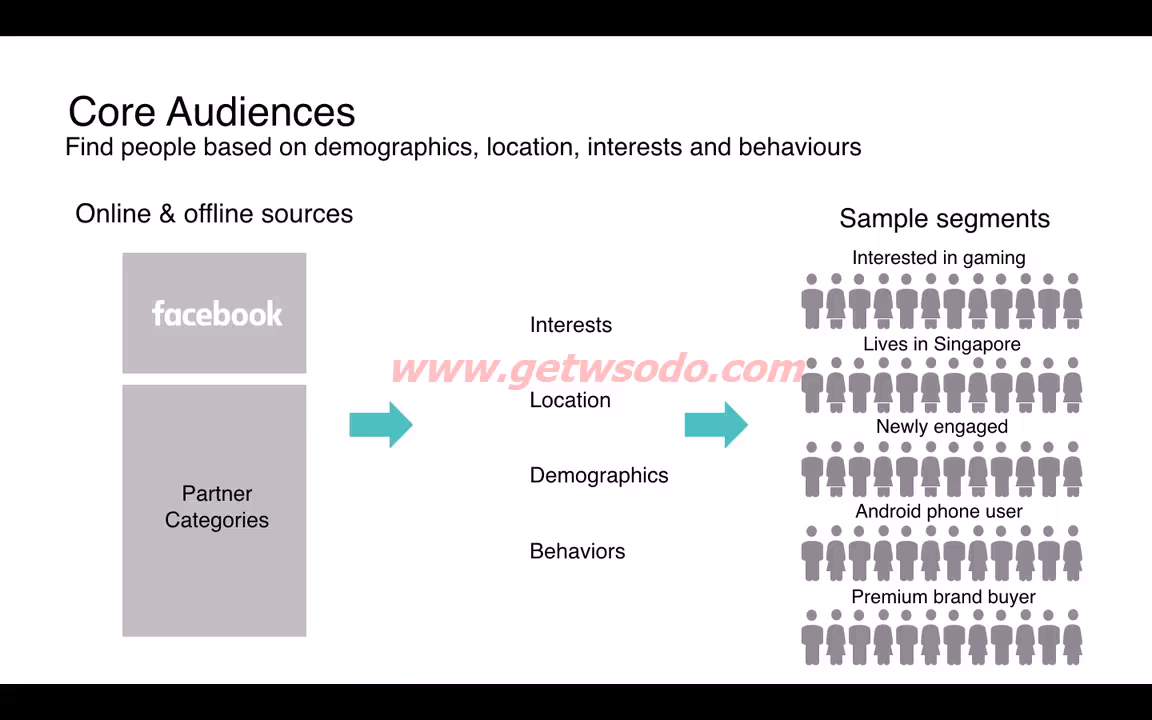 Core Audiences
Find people based on demographics, location, interests and behaviours
Online & offline sources
facebook
Partner
Categories
Interests
www.getwsodo.com
Location
Demographics
Behaviors
Sample segments
Interested in gaming
Lives in Singapore
Newly engaged
Android phone user
Premium brand buyer